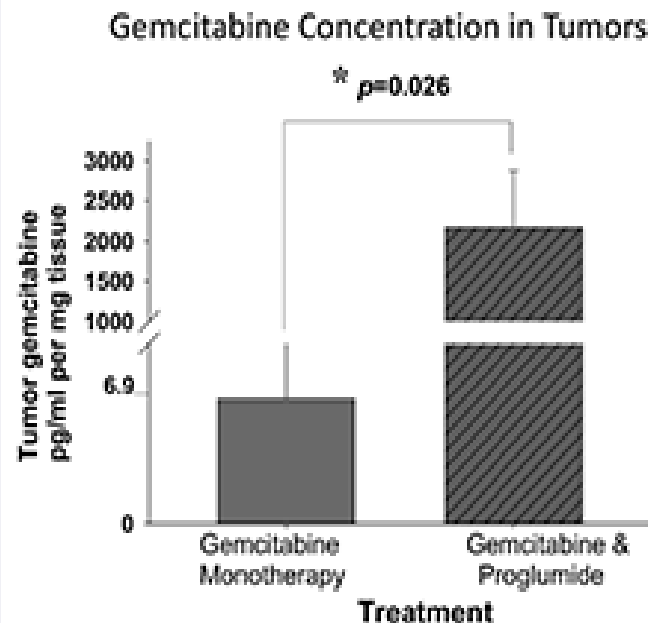 Gemcitabine Concentration in Tumors
* p=0.026
3000
2500
2000
1500
1000
6.9
0
Tumor gemcitabine
pg/ml per mg tissue
Gemcitabine
Monotherapy
Gemcitabine &
Proglumide
Treatment